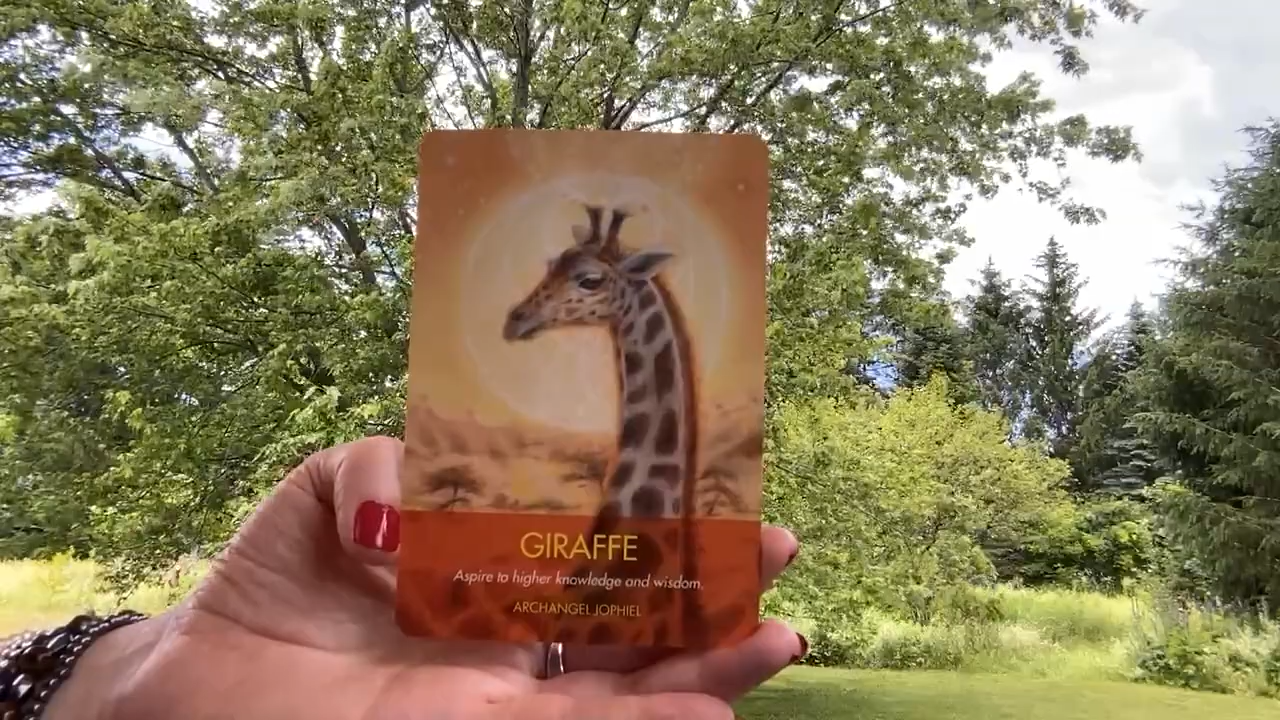 GIRAFFE
Aspire to higher knowledge and wisdom.
ARCHANGEL JOPHIEL